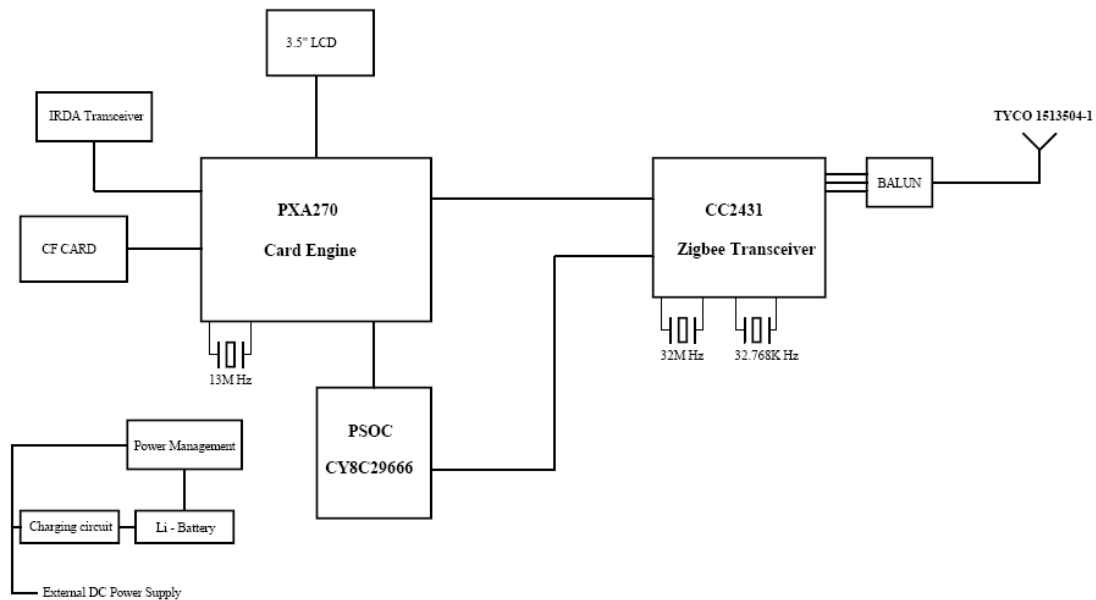 3.5" LCD
IRDA Transceiver
TYCO 1513504-1
PXA270
Card Engine
CC2431
Zigbee Transceiver
BALUN
CF CARD
13M Hz
32M Hz
32.768K Hz
PSOC
CY8C29666
Power Management
Charging circuit
Li - Battery
External DC Power Supply